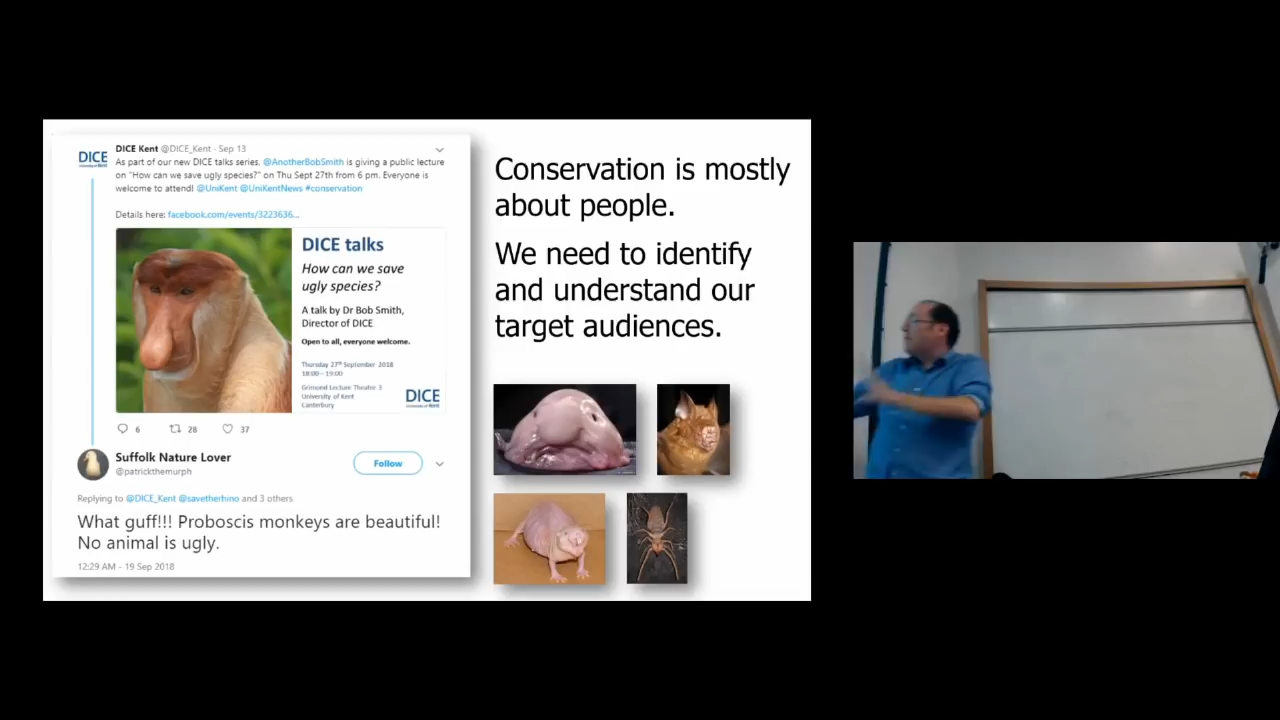 DICE
DICE Kent @DICE_Kent · Sep 13
As part of our new DICE talks series, @AnotherBobSmith is giving a public lecture
on "How can we save ugly species?" on Thu Sept 27th from 6 pm. Everyone is
welcome to attend! @UniKent @UniKentNews #conservation
Details here: facebook.com/events/3223636...
DICE talks
How can we save
ugly species?
A talk by Dr Bob Smith,
Director of DICE
Open to all, everyone welcome.
Thursday 27th September 2018
18:00 – 19:00
Grimond Lecture Theatre 3
University of Kent
Canterbury
DICE
6 28 37
Suffolk Nature Lover
@patrickthemurph
Follow
Replying to @DICE_Kent @savetherhino and 3 others
What guff!!! Proboscis monkeys are beautiful!
No animal is ugly.
12:29 AM - 19 Sep 2018
Conservation is mostly
about people.
We need to identify
and understand our
target audiences.